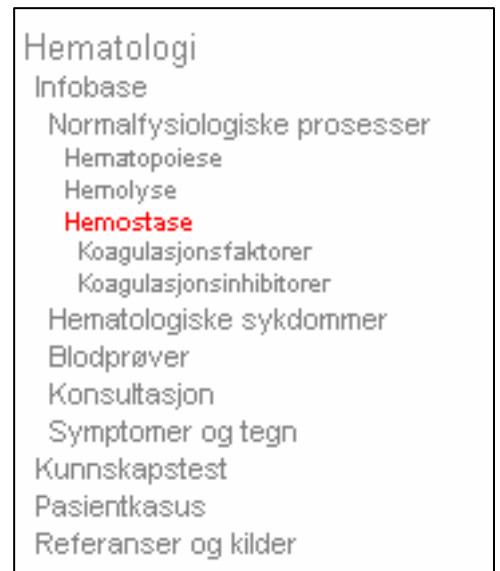 Hematologi
Infobase
Normalfysiologiske prosesser
Hematopoiese
Hemolyse
Hemostase
Koagulasjonsfaktorer
Koagulasjonsinhibitorer
Hematologiske sykdommer
Blodprøver
Konsultasjon
Symptomer og tegn
Kunnskapstest
Pasientkasus
Referanser og kilder